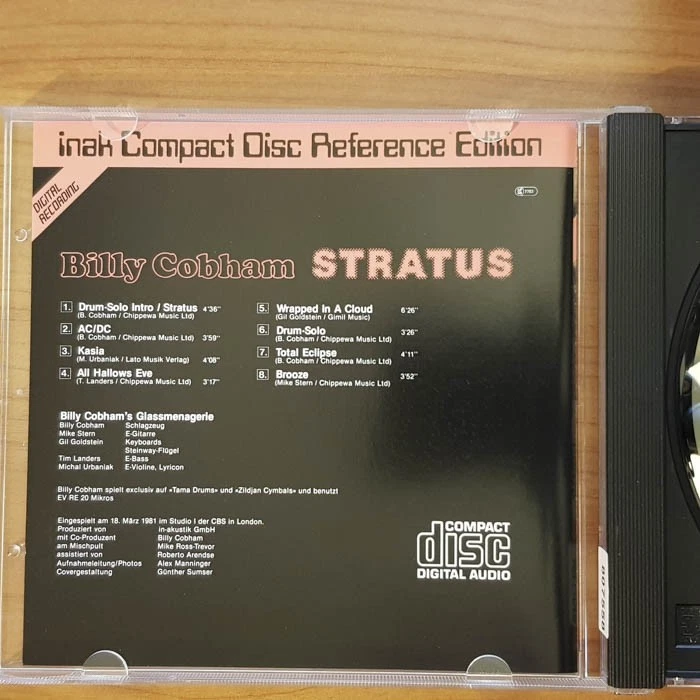 inak Compact Disc Reference Edition
DIGITAL
RECORDING
Billy Cobham STRATUS
1. Drum-Solo Intro / Stratus 4'36"
(B. Cobham / Chippewa Music Ltd)
2. AC/DC
(B. Cobham / Chippewa Music Ltd) 3'59"
3. Kasia
(M. Urbaniak / Lato Musik Verlag) 4'08"
4. All Hallows Eve
(T. Landers / Chippewa Music Ltd) 3'17"
5. Wrapped In A Cloud 6'26"
(Gil Goldstein / Gimil Music)
6. Drum-Solo 3'26"
(B. Cobham / Chippewa Music Ltd)
7. Total Eclipse 4'11"
(B. Cobham / Chippewa Music Ltd)
8. Brooze 3'52"
(Mike Stern / Chippewa Music Ltd)
Billy Cobham's Glassmenagerie
Billy Cobham Schlagzeug
Mike Stern E-Gitarre
Gil Goldstein Keyboards
Steinway-Flügel
Tim Landers E-Bass
Michal Urbaniak E-Violine, Lyricon
Billy Cobham spielt exclusiv auf »Tama Drums« und »Zildjan Cymbals« und benutzt
EV RE 20 Mikros
Eingespielt am 18. März 1981 im Studio I der CBS in London.
Produziert von in-akustik GmbH
mit Co-Produzent Billy Cobham
am Mischpult Mike Ross-Trevor
assistiert von Roberto Arendse
Aufnahmeleitung/Photos Alex Manninger
Covergestaltung Günther Sumser
COMPACT
disc
DIGITAL AUDIO